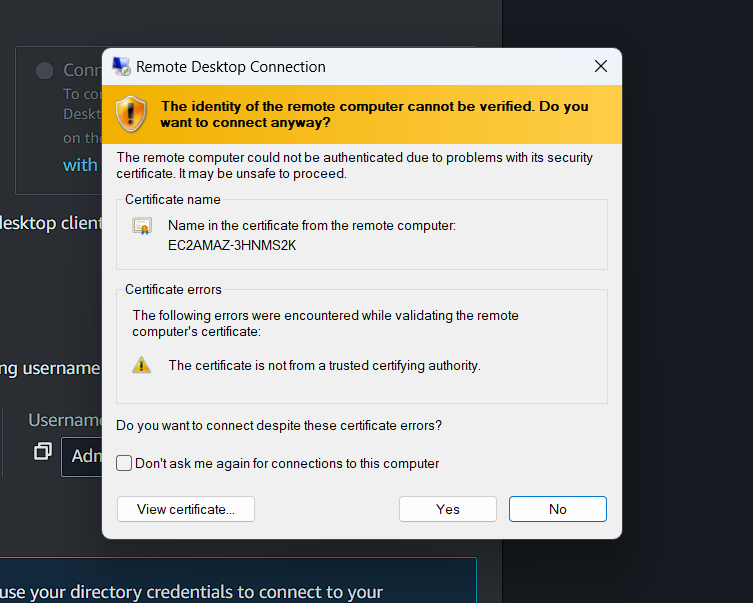 Remote Desktop Connection
The identity of the remote computer cannot be verified. Do you
want to connect anyway?
The remote computer could not be authenticated due to problems with its security
certificate. It may be unsafe to proceed.
Certificate name
Name in the certificate from the remote computer:
EC2AMAZ-3HNMS2K
Certificate errors
The following errors were encountered while validating the remote
computer's certificate:
The certificate is not from a trusted certifying authority.
Do you want to connect despite these certificate errors?
Don't ask me again for connections to this computer
View certificate...
Yes
No
Conn
To con
Deskt
on the
with
desktop client
ng username
Username
Adn
use your directory credentials to connect to your